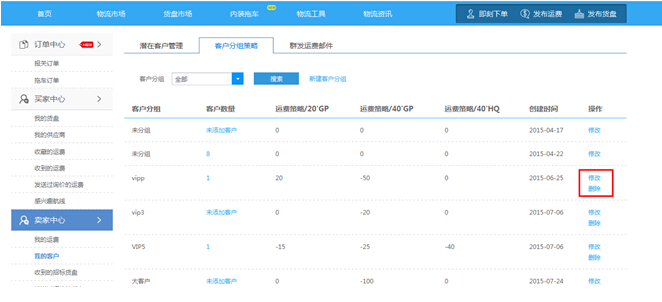 首页 物流市场 货盘市场 内装拖车 物流工具 物流资讯 即刻下单 发布运费 发布货盘
订单中心
报关订单
拖车订单
买家中心
我的货盘
我的供应商
收藏的运费
收到的运费
发送过询价的运费
感兴趣航线
卖家中心
我的运费
我的客户
收到的招标货盘
潜在客户管理 客户分组策略 群发运费邮件
客户分组 全部 搜索 新建客户分组
客户分组 客户数量 运费策略/20'GP 运费策略/40'GP 运费策略/40'HQ 创建时间 操作
未分组 未添加客户 0 0 0 2015-04-17 修改
未分组 8 0 0 0 2015-04-22 修改
vipp 1 20 -50 0 2015-06-25 修改
删除
vip3 未添加客户 0 -20 0 2015-07-06 修改
删除
VIP5 1 -15 -25 -40 2015-07-06 修改
删除
大客户 未添加客户 0 -100 0 2015-07-24 修改